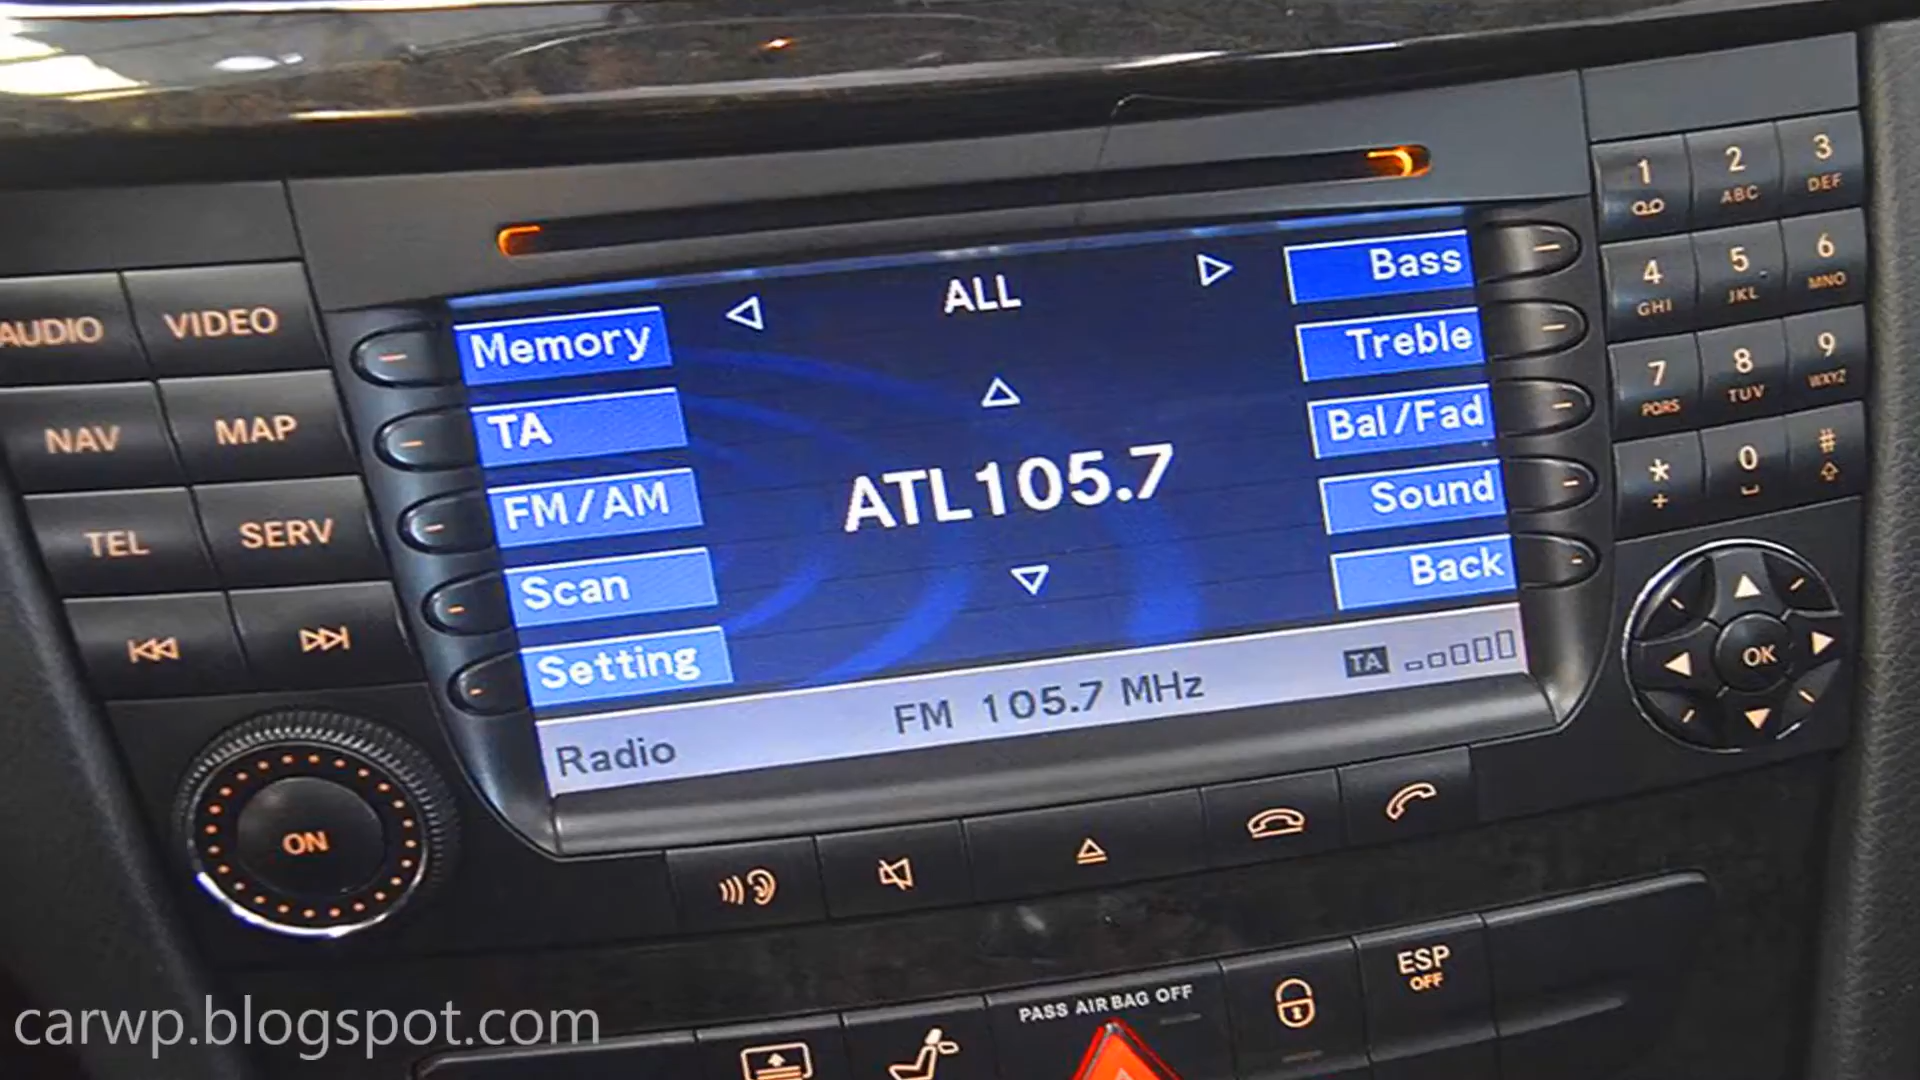 AUDIO
VIDEO
NAV
MAP
TEL
SERV
ON
Memory
TA
FM/AM
Scan
Setting
ALL
ATL105.7
Bass
Treble
Bal/Fad
Sound
Back
Radio
FM 105.7 MHz
TA
1
2
ABC
3
DEF
4
GHI
5
JKL
6
MNO
7
PQRS
8
TUV
9
WXYZ
*
+
0
#
OK
PASS AIRBAG OFF
ESP
OFF
carwp.blogspot.com